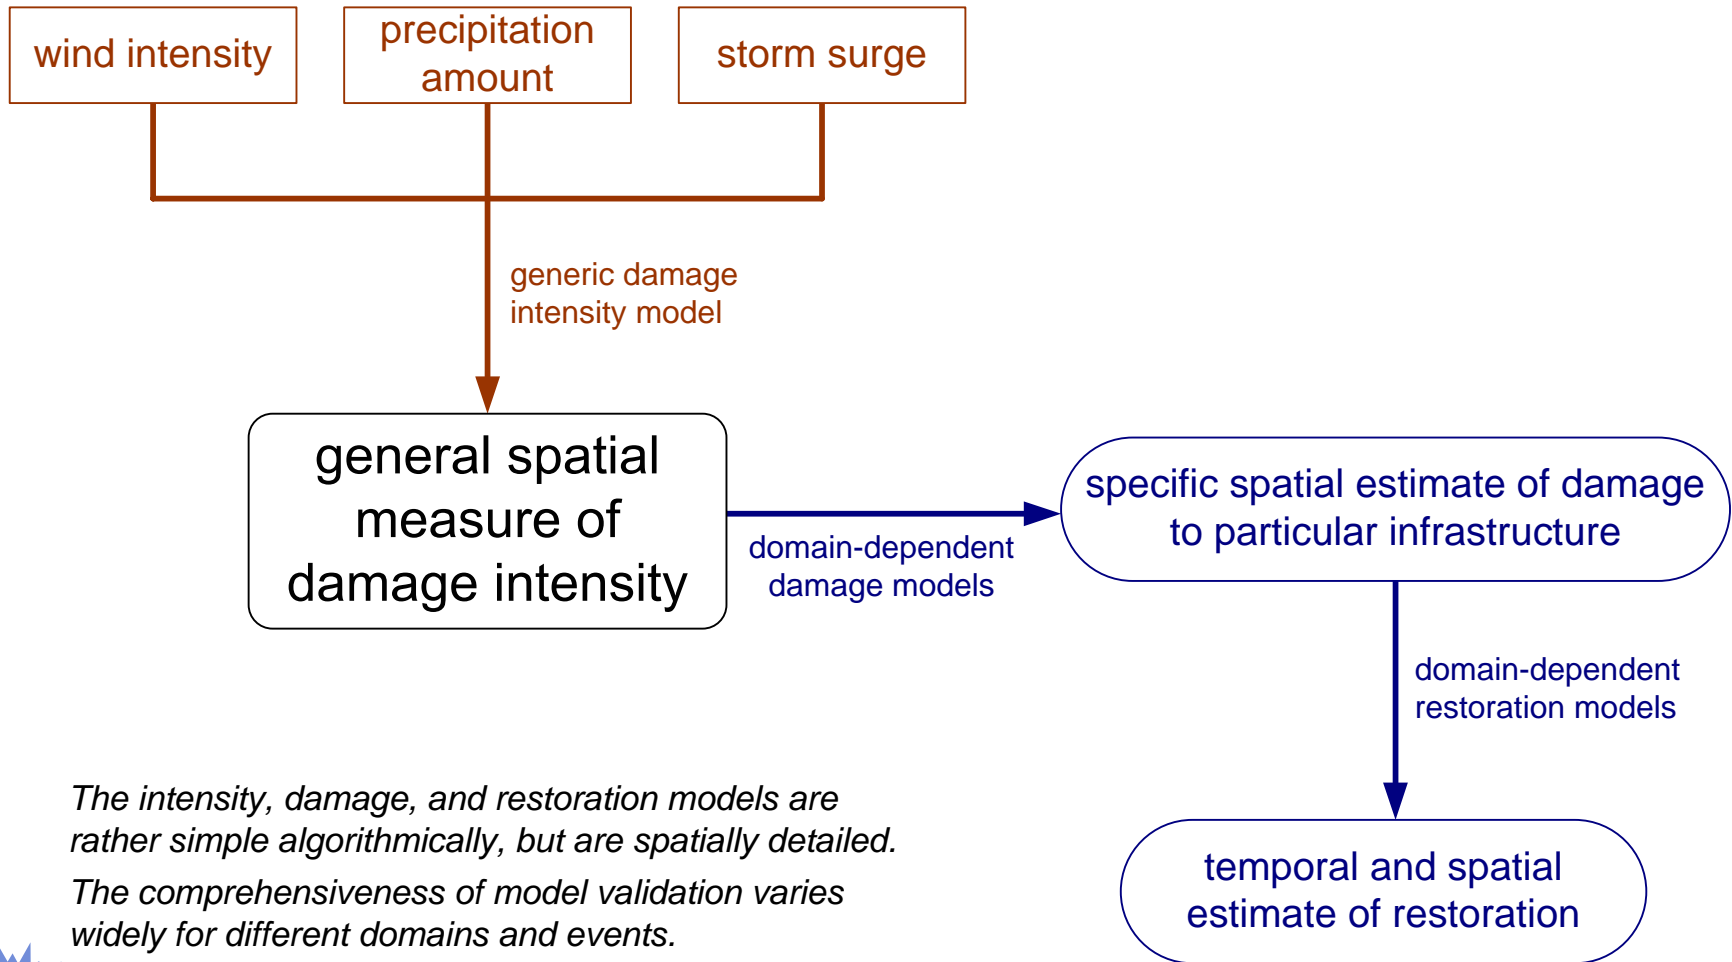 wind intensity
precipitation
amount
storm surge
generic damage
intensity model
general spatial
measure of
damage intensity
domain-dependent
damage models
specific spatial estimate of damage
to particular infrastructure
domain-dependent
restoration models
temporal and spatial
estimate of restoration
The intensity, damage, and restoration models are
rather simple algorithmically, but are spatially detailed.
The comprehensiveness of model validation varies
widely for different domains and events.